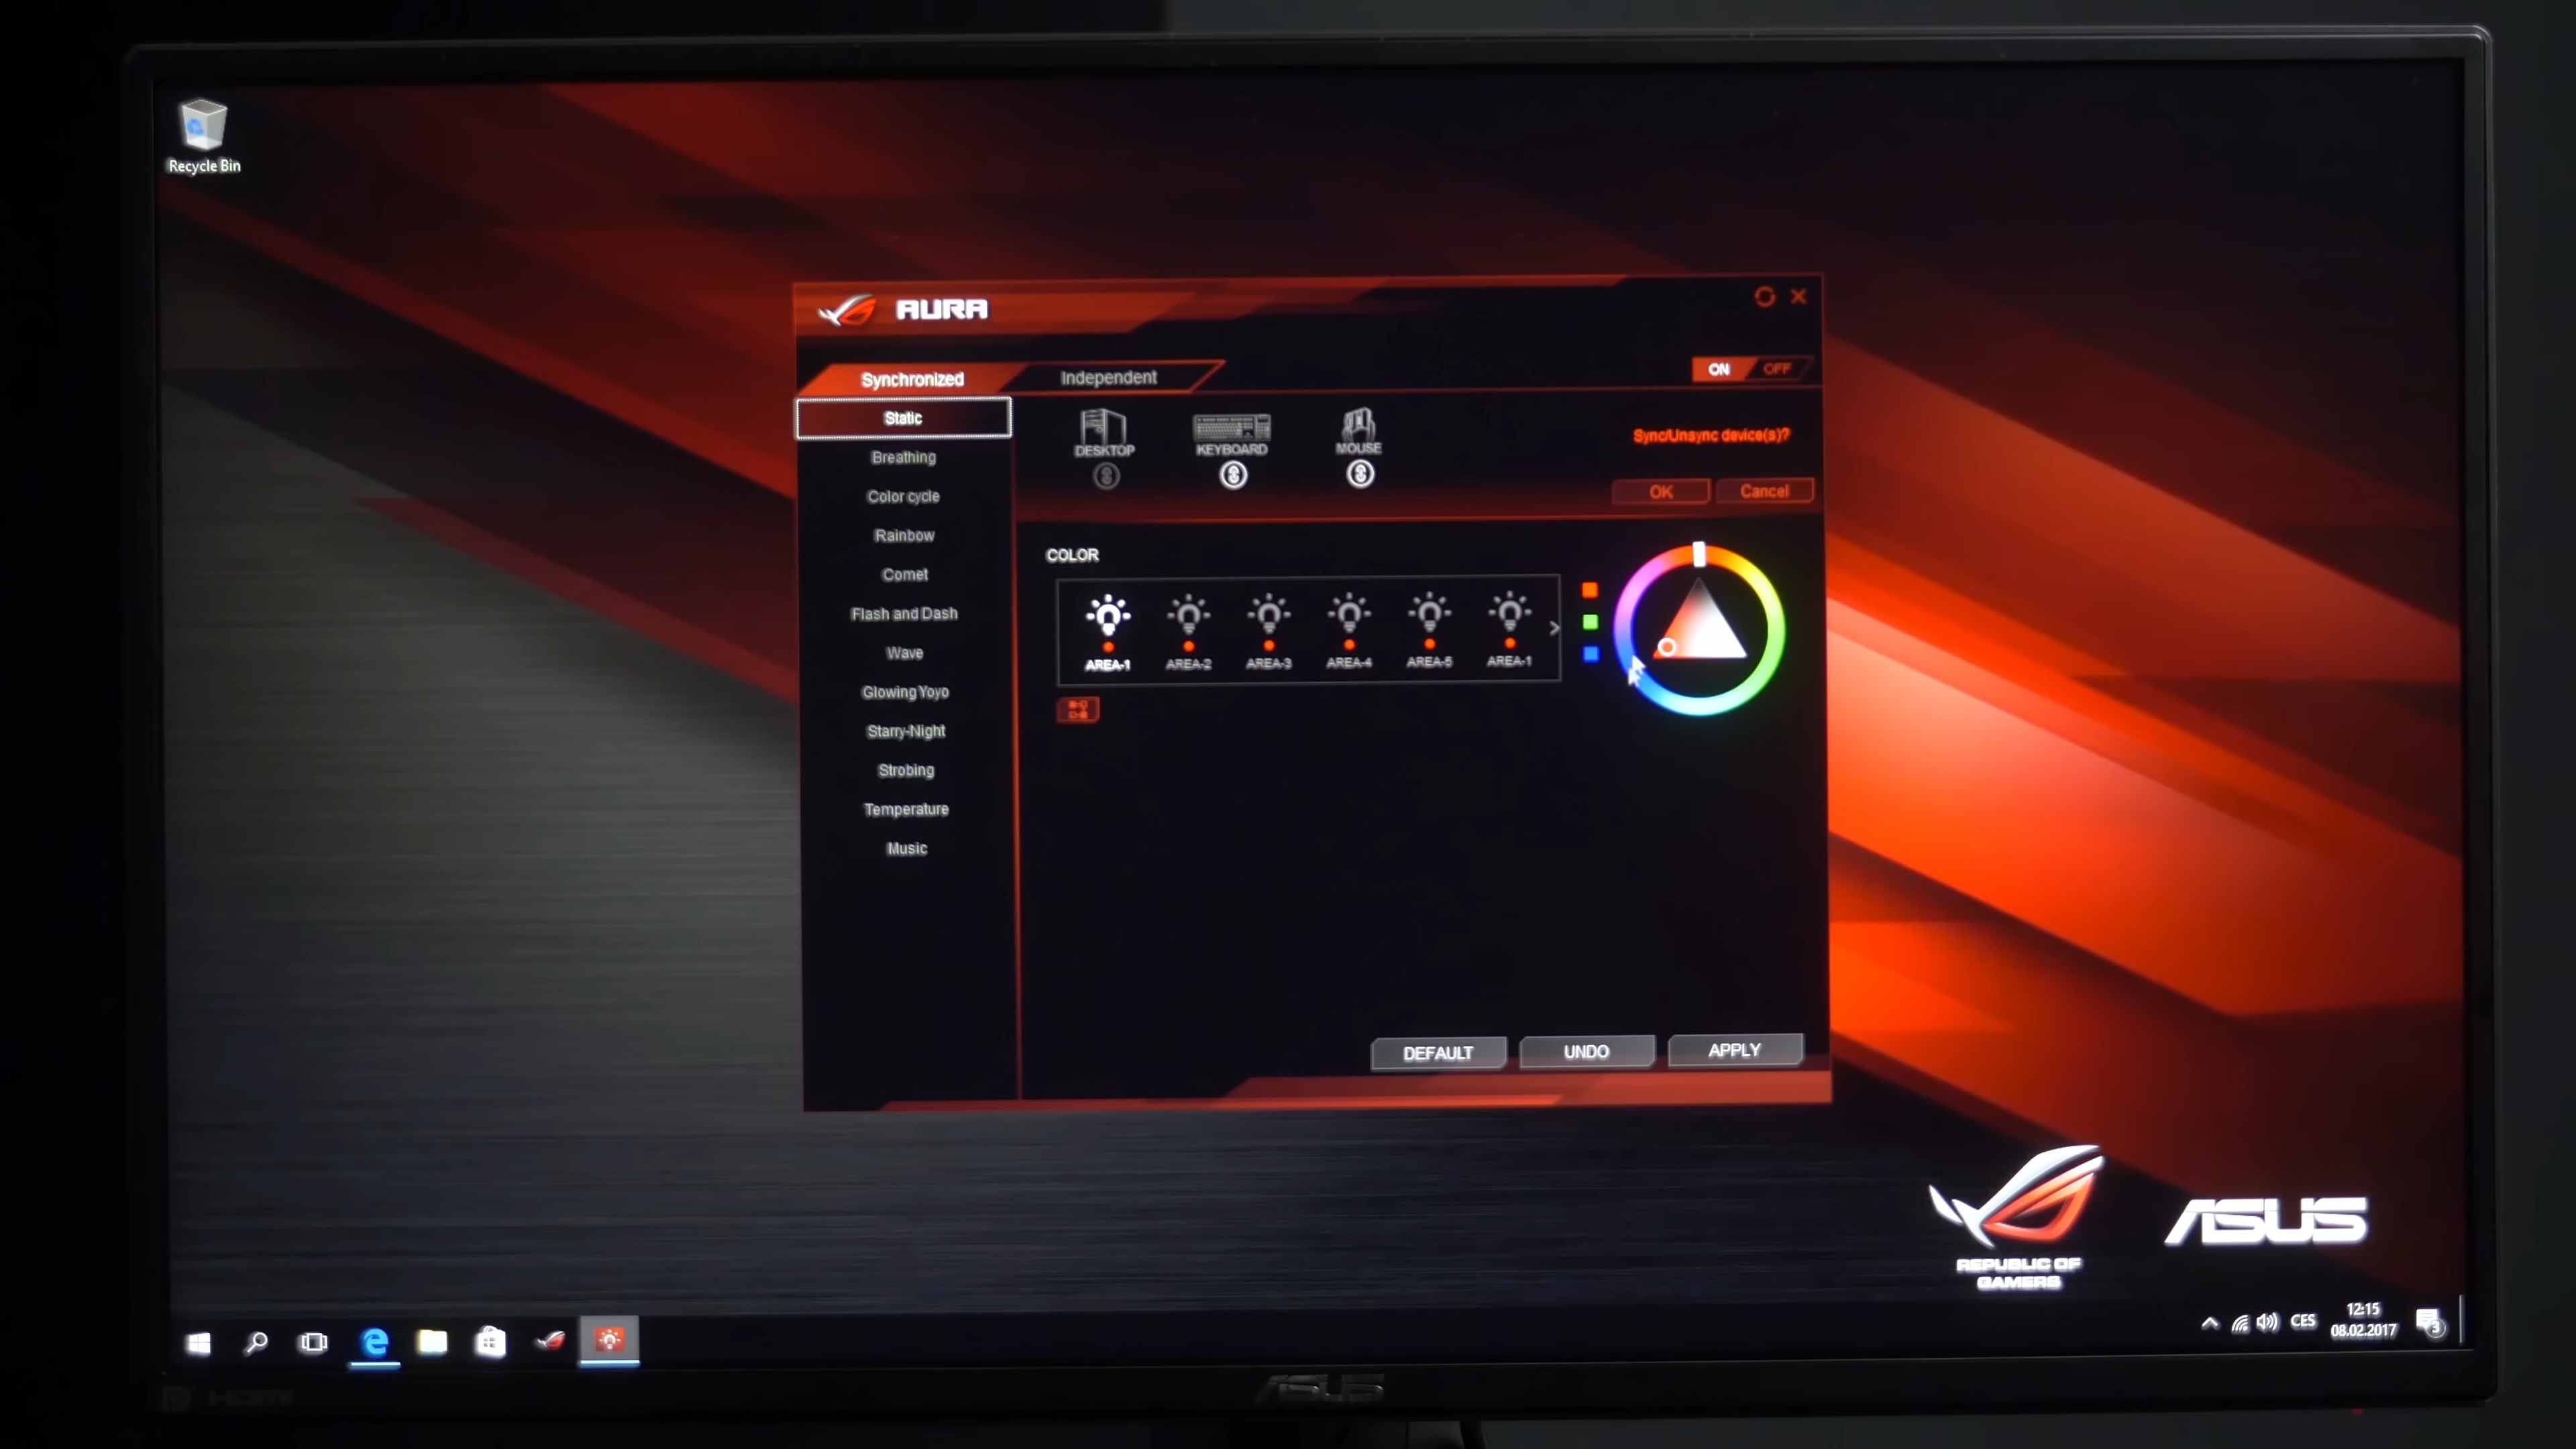 Recycle Bin
AURA
Synchronized
Independent
ON
OFF
Static
Breathing
Color cycle
Rainbow
Comet
Flash and Dash
Wave
Glowing Yoyo
Starry-Night
Strobing
Temperature
Music
DESKTOP
KEYBOARD
MOUSE
Sync/Unsync device(s)?
OK
Cancel
COLOR
AREA-1
AREA-2
AREA-3
AREA-4
AREA-5
AREA-1
>
DEFAULT
UNDO
APPLY
REPUBLIC OF
GAMERS
ASUS
CES
12:15
08.02.2017
3
HDMI
ASUS